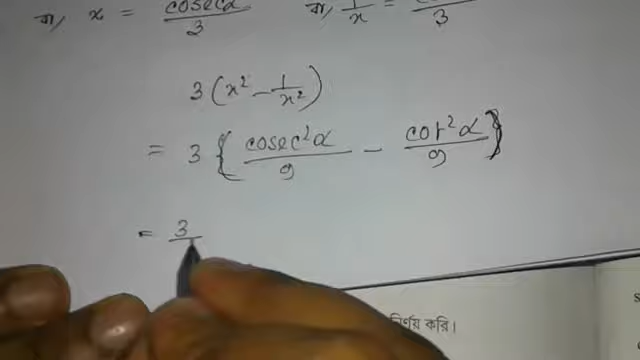 বা, x = cosecα/3 বা, 1/x = /3
3(x² - 1/x²)
= 3{cosec²α/9 - cot²α/9}
= 3/
নির্ণয় করি।